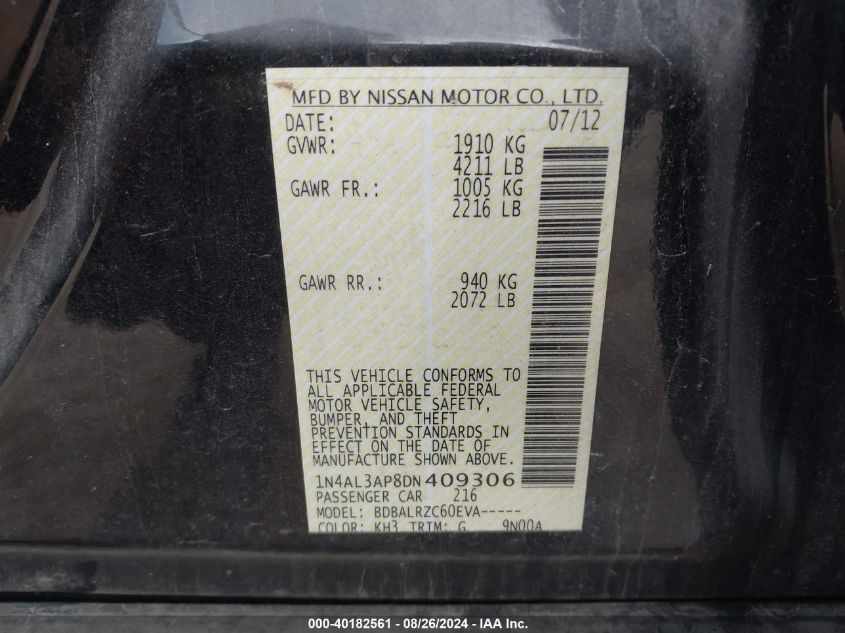 MFD BY NISSAN MOTOR CO., LTD.
DATE: 07/12
GVWR: 1910 KG
4211 LB
GAWR FR.: 1005 KG
2216 LB
GAWR RR.: 940 KG
2072 LB
THIS VEHICLE CONFORMS TO
ALL APPLICABLE FEDERAL
MOTOR VEHICLE SAFETY,
BUMPER, AND THEFT
PREVENTION STANDARDS IN
EFFECT ON THE DATE OF
MANUFACTURE SHOWN ABOVE.
1N4AL3AP8DN409306
PASSENGER CAR 216
MODEL: BDBALRZC60EVA-----
COLOR: KH3 TRIM: G 9N00A
000-40182561 - 08/26/2024 - IAA Inc.